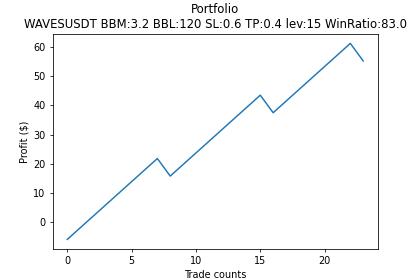 Portfolio
WAVESUSDT BBM:3.2 BBL:120 SL:0.6 TP:0.4 lev:15 WinRatio:83.0
60
50
40
30
20
10
0
Profit ($)
0 5 10 15 20
Trade counts